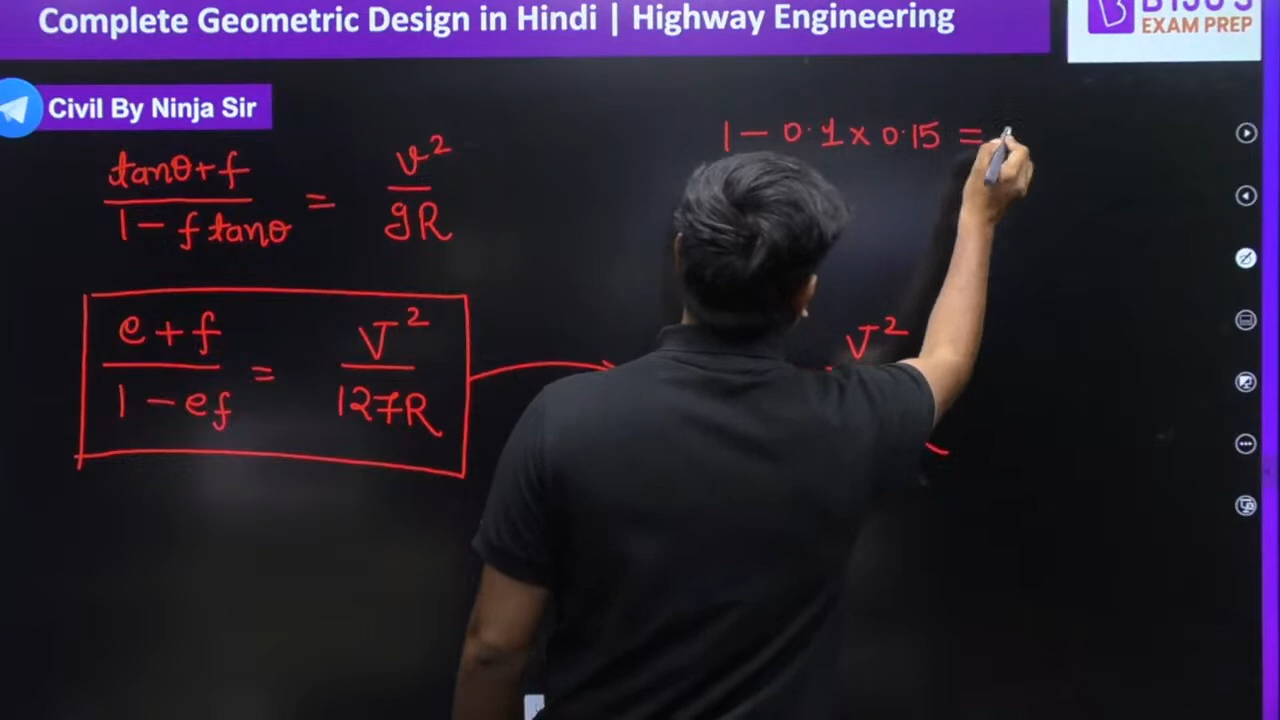 Complete Geometric Design in Hindi | Highway Engineering
EXAM PREP
Civil By Ninja Sir
tanθ+f / 1 - f tanθ = v² / gR
1 - 0.1 x 0.15 =
e+f / 1 - ef = V² / 127R
V²